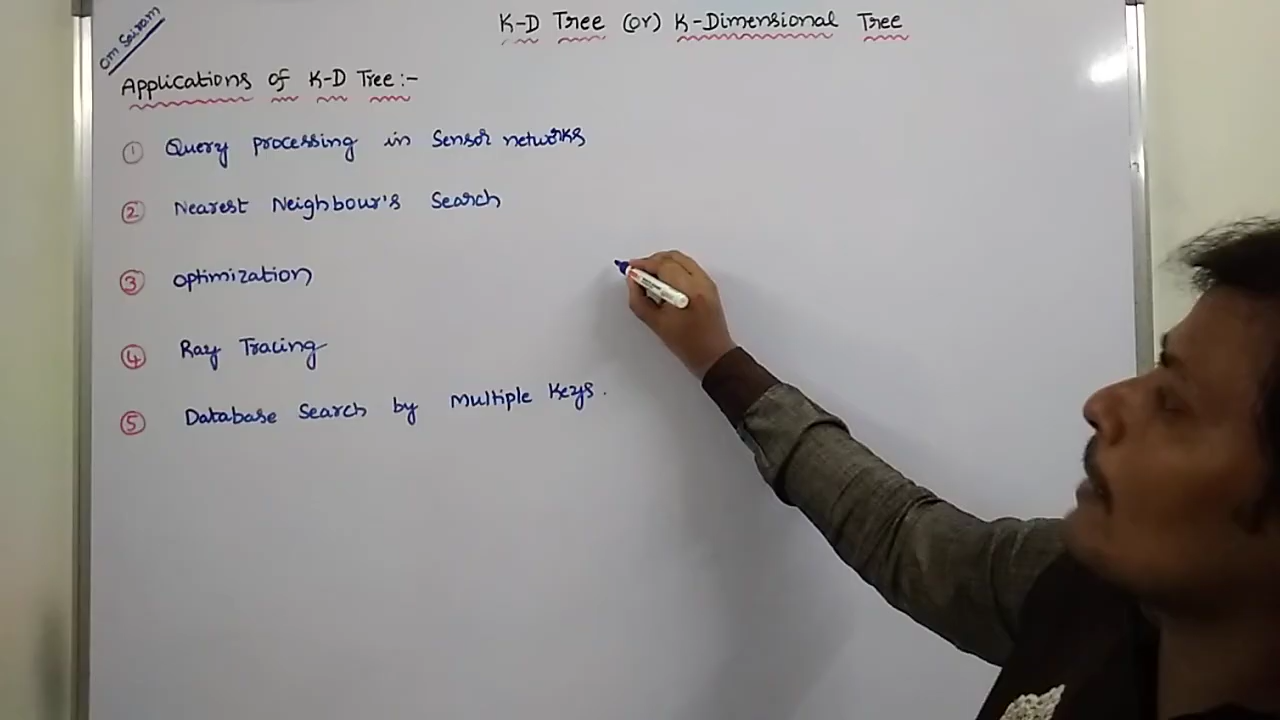 Om Sairam
K-D Tree (or) K-Dimensional Tree
Applications of K-D Tree:-
① Query processing in Sensor networks
② Nearest Neighbour's Search
③ optimization
④ Ray Tracing
⑤ Database Search by Multiple Keys.